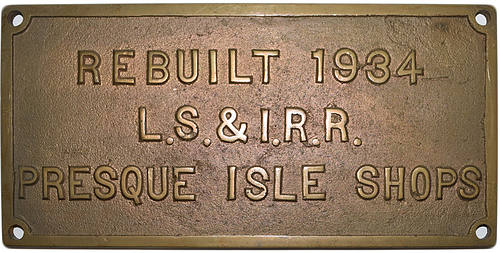 REBUILT 1934
L.S.&I.R.R.
PRESQUE ISLE SHOPS